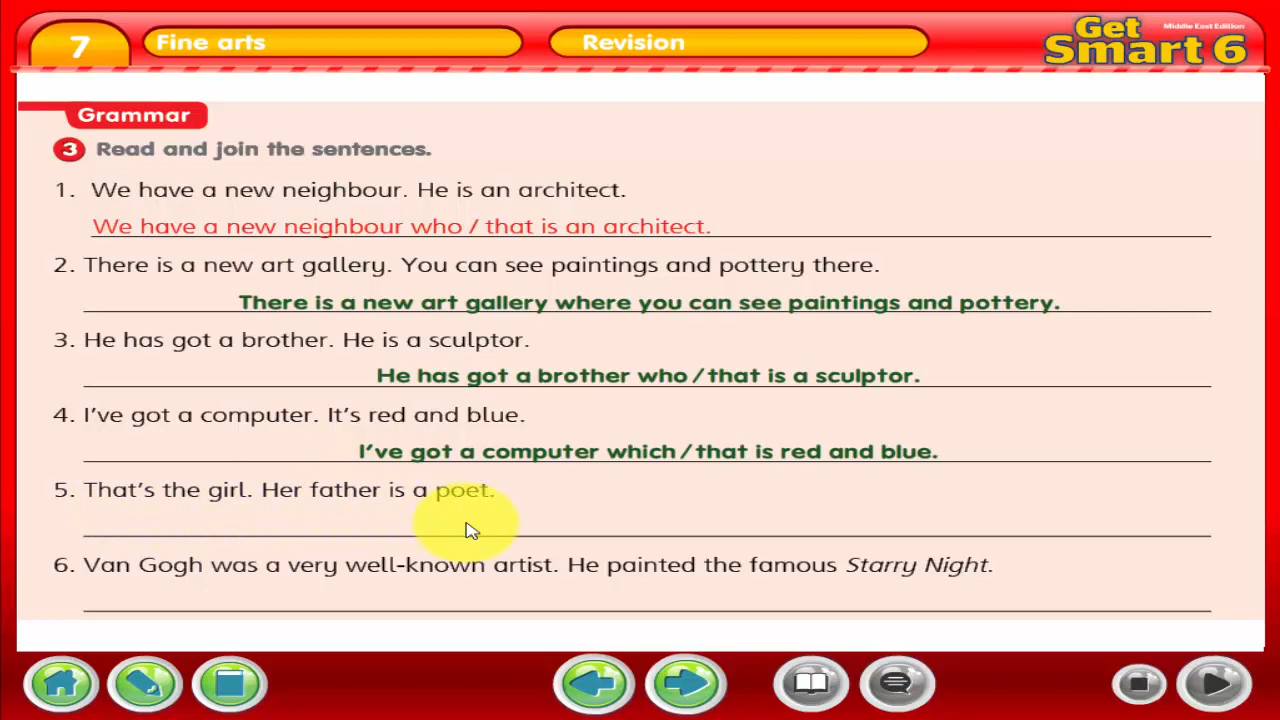 7
Fine arts
Revision
Middle East Edition
Get
Smart 6
Grammar
3 Read and join the sentences.
1. We have a new neighbour. He is an architect.
We have a new neighbour who / that is an architect.
2. There is a new art gallery. You can see paintings and pottery there.
There is a new art gallery where you can see paintings and pottery.
3. He has got a brother. He is a sculptor.
He has got a brother who / that is a sculptor.
4. I've got a computer. It's red and blue.
I've got a computer which / that is red and blue.
5. That's the girl. Her father is a poet.
6. Van Gogh was a very well-known artist. He painted the famous Starry Night.